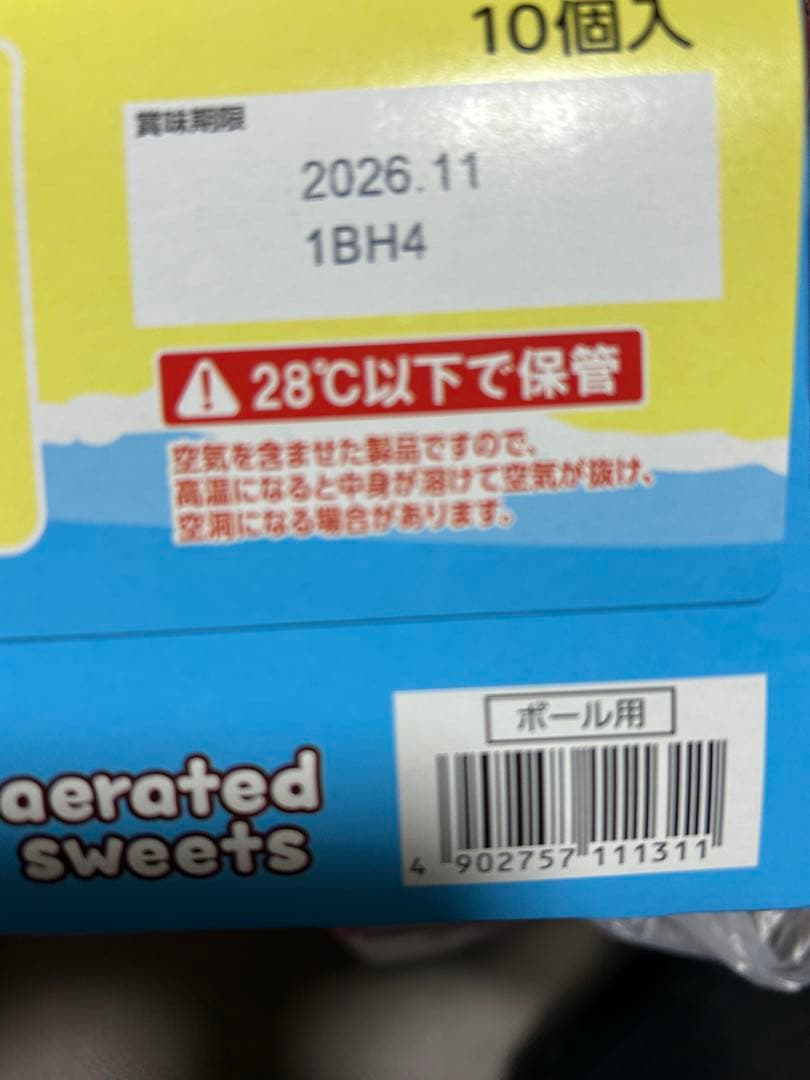 10個入
賞味期限
2026.11
1BH4
28℃以下で保管
空気を含ませた製品ですので、
高温になると中身が溶けて空気が抜け、
空洞になる場合があります。
ボール用
aerated
sweets
4 902757 111311